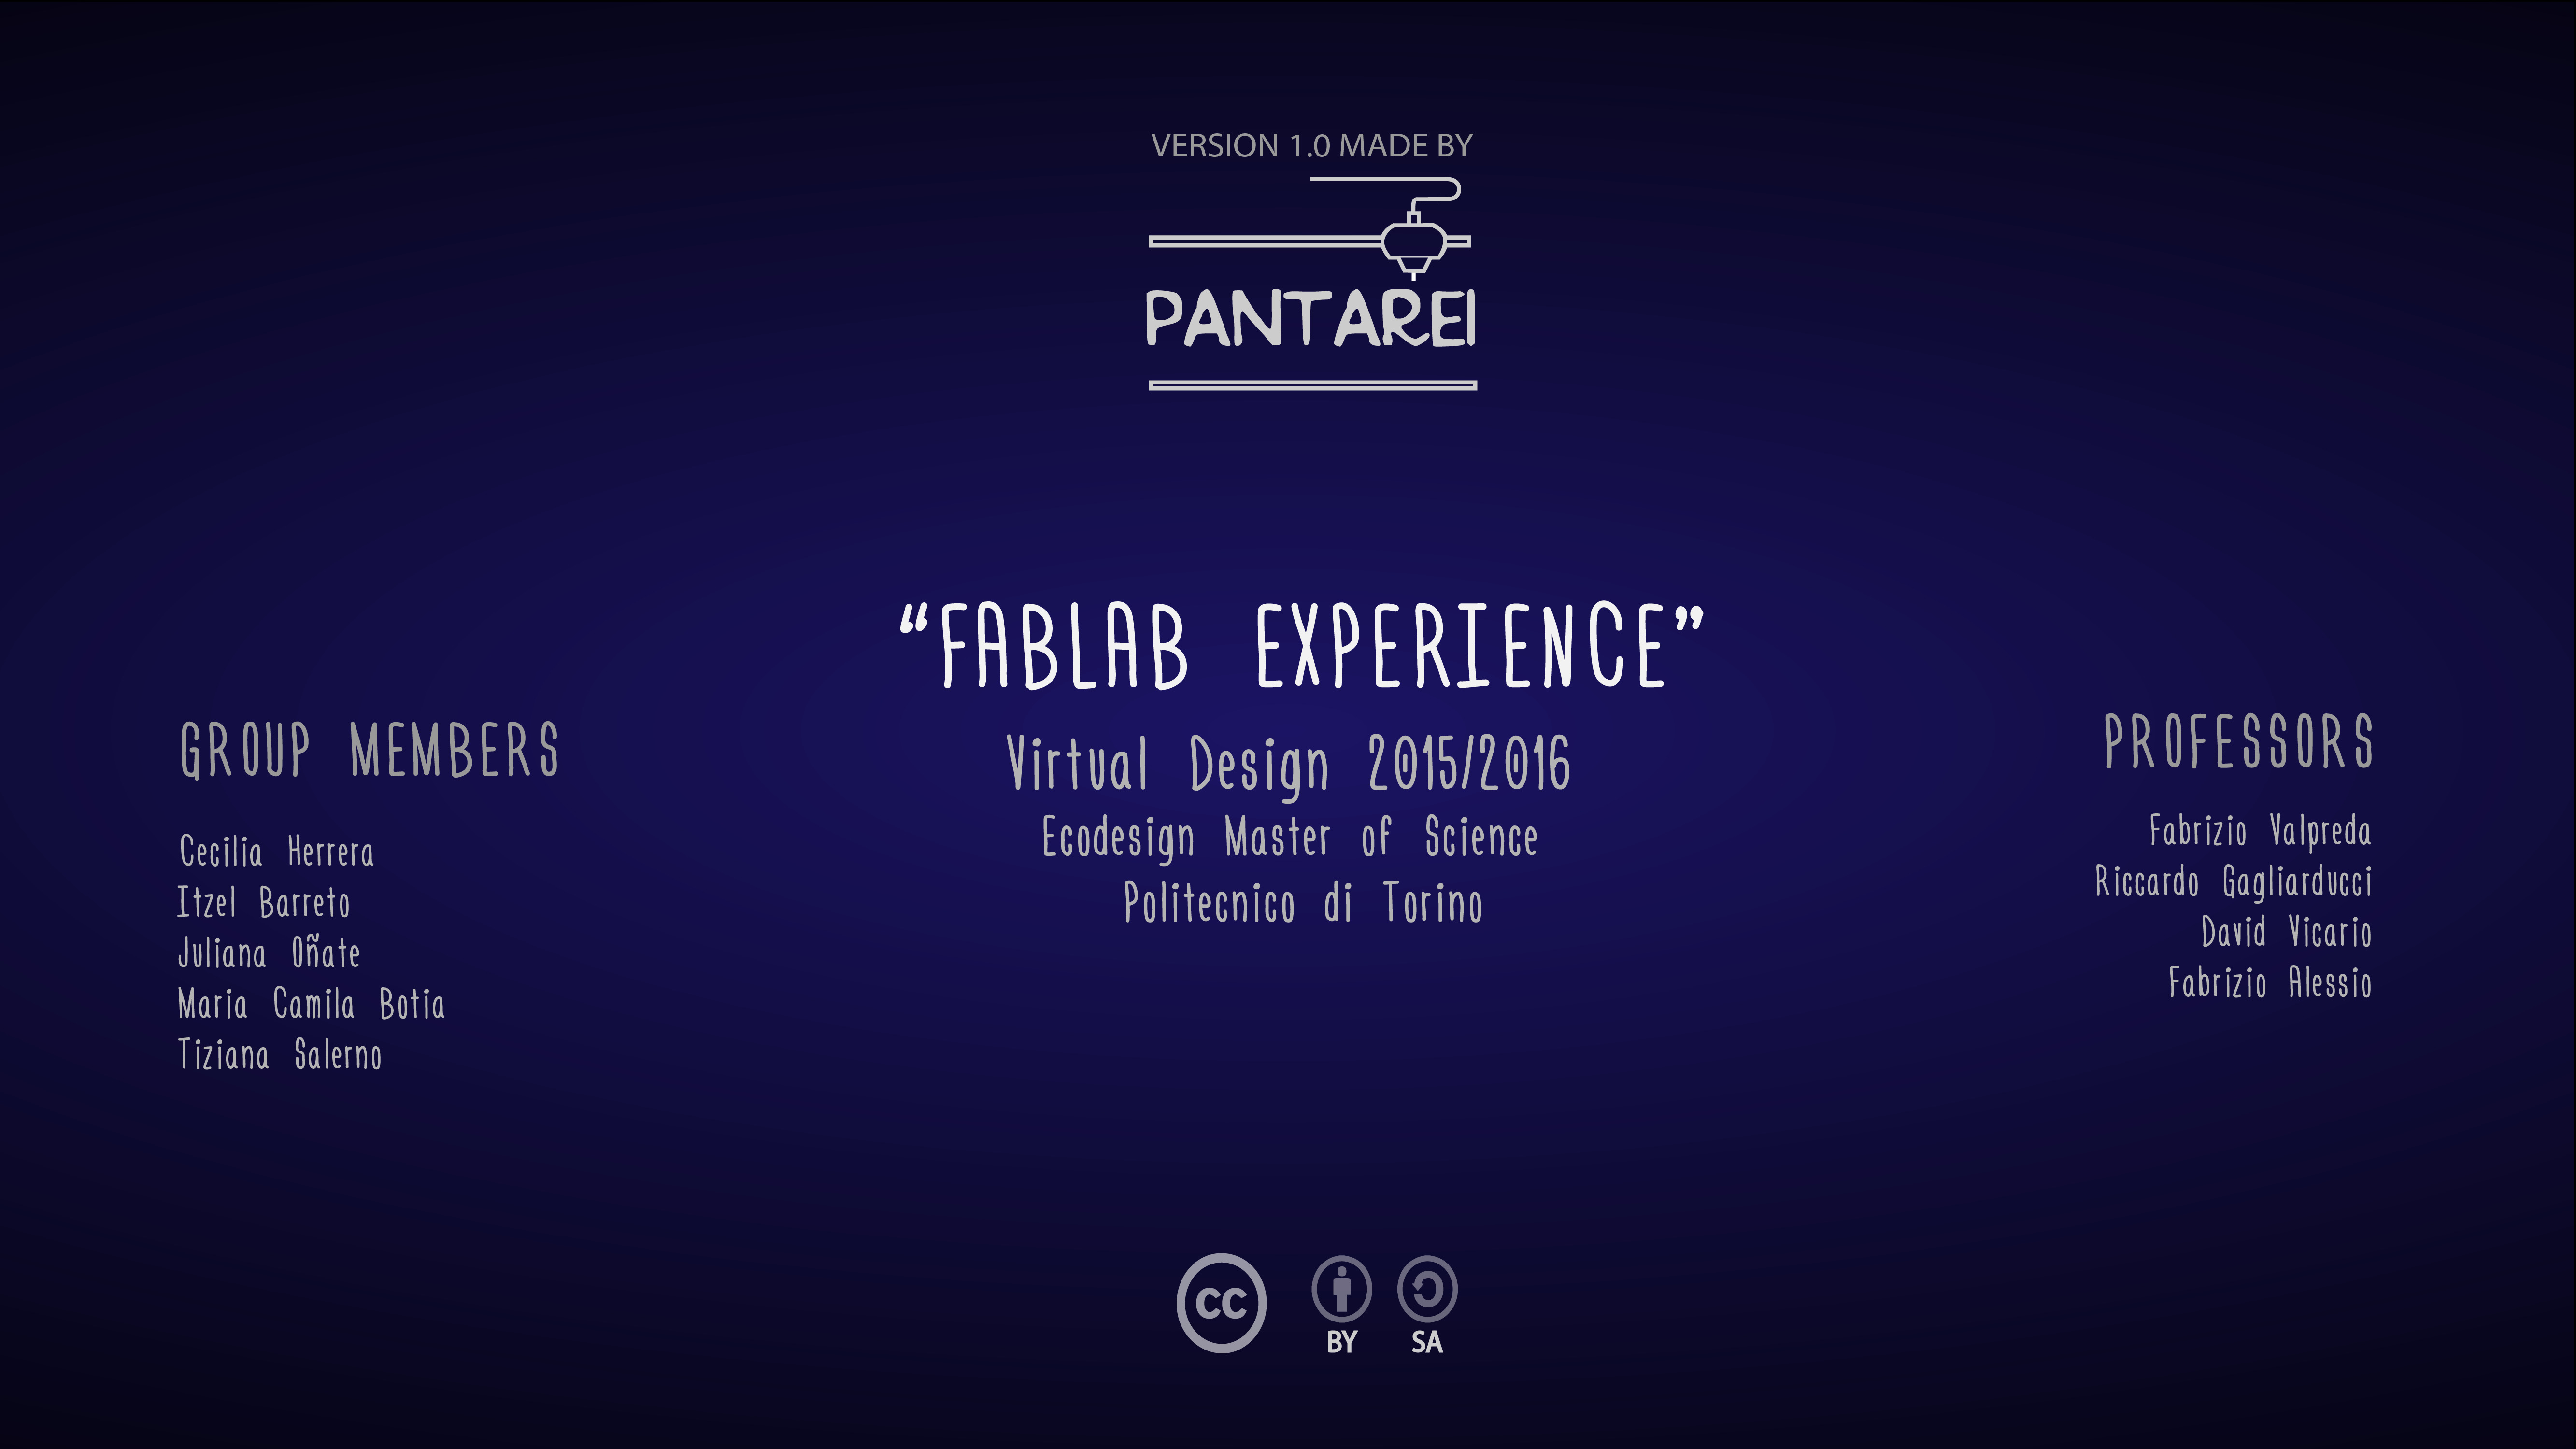 VERSION 1.0 MADE BY
PANTAREI
“FABLAB EXPERIENCE”
Virtual Design 2015/2016
Ecodesign Master of Science
Politecnico di Torino
GROUP MEMBERS
Cecilia Herrera
Itzel Barreto
Juliana Oñate
Maria Camila Botia
Tiziana Salerno
PROFESSORS
Fabrizio Valpreda
Riccardo Gagliarducci
David Vicario
Fabrizio Alessio
cc
BY SA